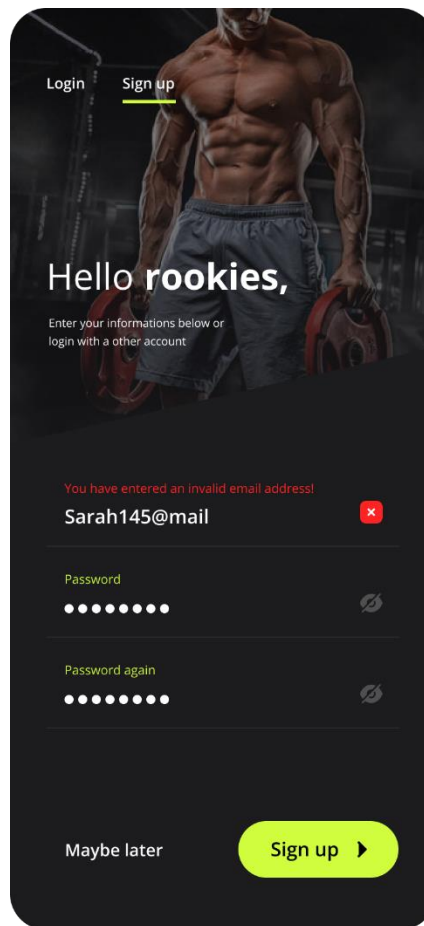 Login Sign up
Hello rookies,
Enter your informations below or
login with a other account
You have entered an invalid email address!
Sarah145@mail
Password
Password again
Maybe later Sign up